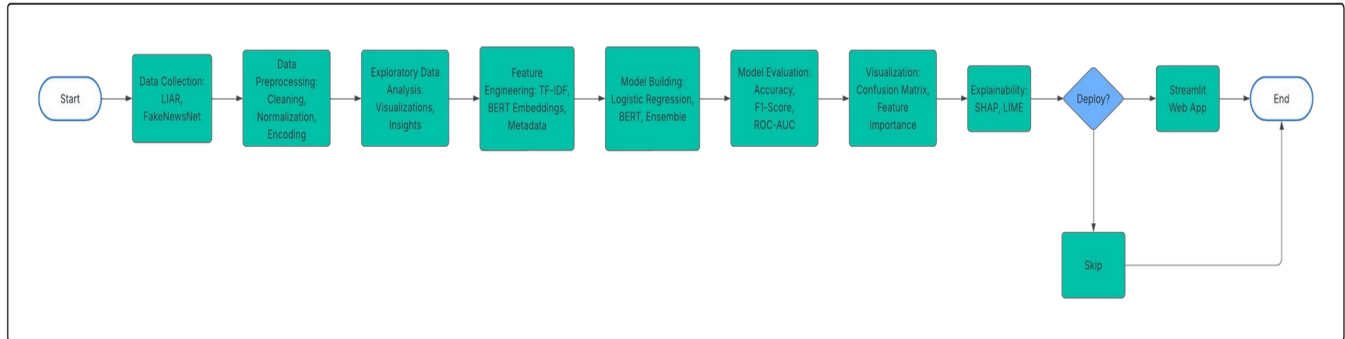 Start
Data Collection:
LIAR,
FakeNewsNet
Data
Preprocessing:
Cleaning,
Normalization,
Encoding
Exploratory Data
Analysis:
Visualizations,
Insights
Feature
Engineering: TF-IDF,
BERT Embeddings,
Metadata
Model Building:
Logistic Regression,
BERT, Ensemble
Model Evaluation:
Accuracy,
F1-Score,
ROC-AUC
Visualization:
Confusion Matrix,
Feature
Importance
Explainability:
SHAP, LIME
Deploy?
Streamlit
Web App
End
Skip